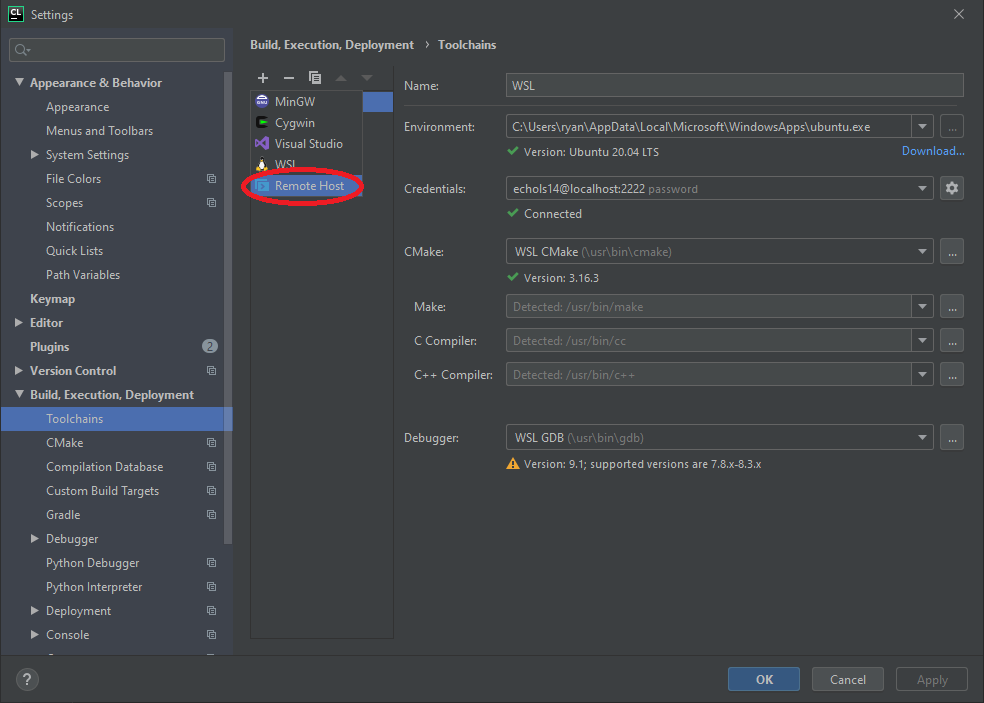 CL Settings
Appearance & Behavior
Appearance
Menus and Toolbars
System Settings
File Colors
Scopes
Notifications
Quick Lists
Path Variables
Keymap
Editor
Plugins 2
Version Control
Build, Execution, Deployment
Toolchains
CMake
Compilation Database
Custom Build Targets
Gradle
Debugger
Python Debugger
Python Interpreter
Deployment
Console
Build, Execution, Deployment › Toolchains
MinGW
Cygwin
Visual Studio
WSL
Remote Host
Name: WSL
Environment: C:\Users\ryan\AppData\Local\Microsoft\WindowsApps\ubuntu.exe ...
Version: Ubuntu 20.04 LTS Download...
Credentials: echols14@localhost:2222 password
Connected
CMake: WSL CMake (\usr\bin\cmake) ...
Version: 3.16.3
Make: Detected: /usr/bin/make ...
C Compiler: Detected: /usr/bin/cc ...
C++ Compiler: Detected: /usr/bin/c++ ...
Debugger: WSL GDB (\usr\bin\gdb) ...
Version: 9.1; supported versions are 7.8.x-8.3.x
? OK Cancel Apply